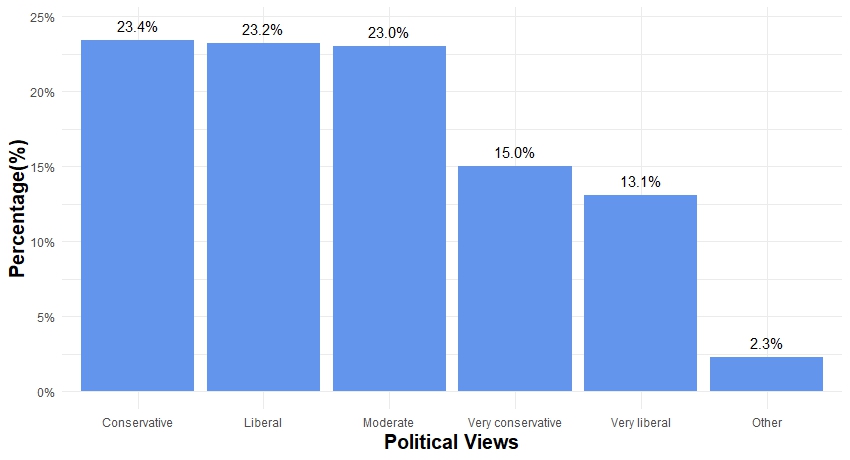 25%
20%
15%
10%
5%
0%
Percentage(%)
23.4%
23.2%
23.0%
15.0%
13.1%
2.3%
Conservative
Liberal
Moderate
Very conservative
Very liberal
Other
Political Views